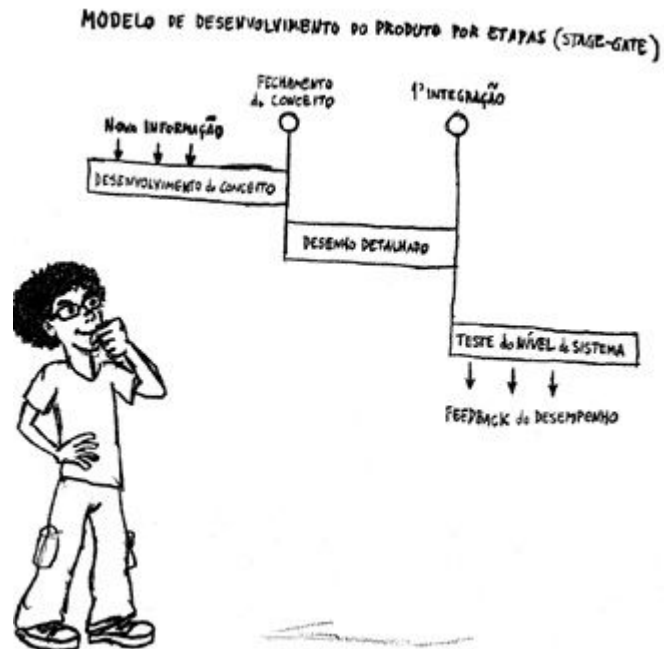 MODELO DE DESENVOLVIMENTO DO PRODUTO POR ETAPAS (STAGE-GATE)
FECHAMENTO
do CONCEITO
1ª INTEGRAÇÃO
Nova INFORMAÇÃO
DESENVOLVIMENTO do CONCEITO
DESENHO DETALHADO
TESTE do NÍVEL de SISTEMA
FEEDBACK do DESEMPENHO